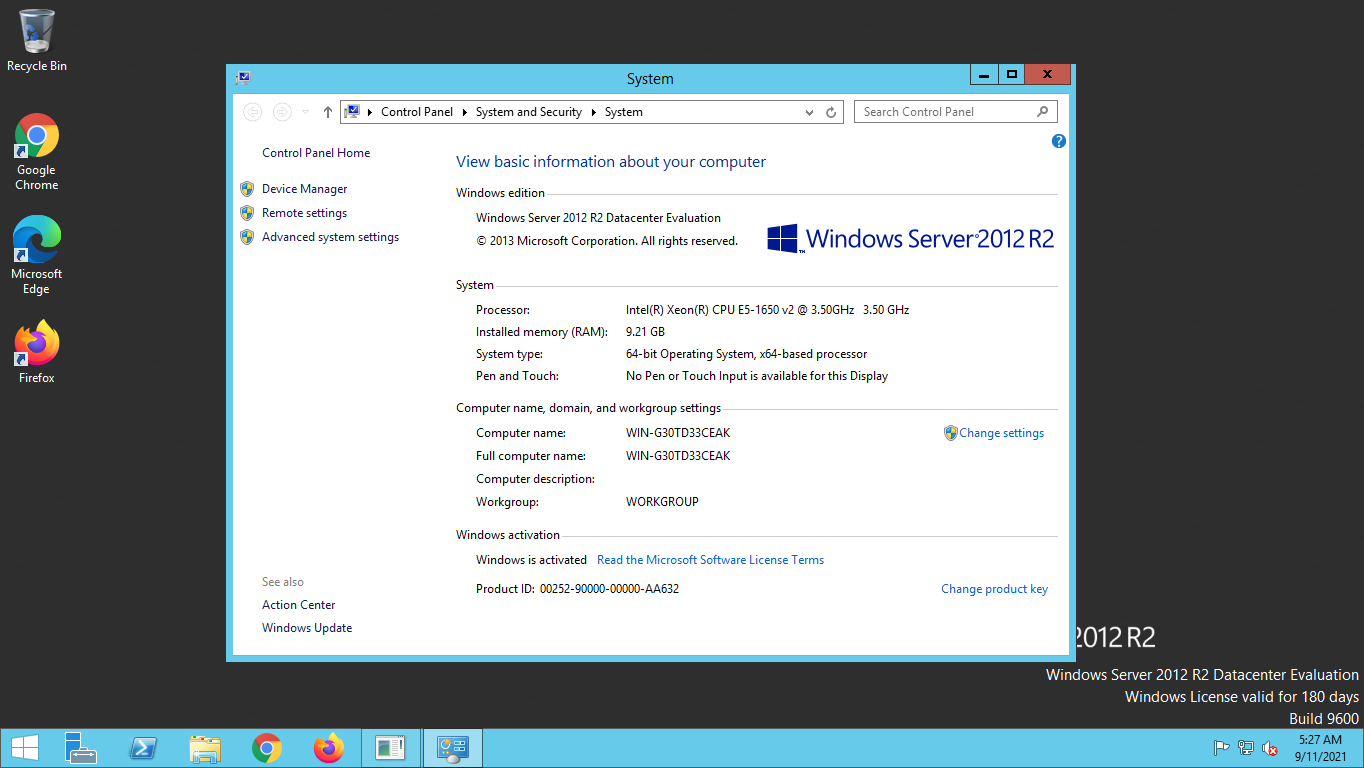 Recycle Bin
Google
Chrome
Microsoft
Edge
Firefox
System
Control Panel
System and Security
System
Search Control Panel
?
Control Panel Home
Device Manager
Remote settings
Advanced system settings
See also
Action Center
Windows Update
View basic information about your computer
Windows edition
Windows Server 2012 R2 Datacenter Evaluation
© 2013 Microsoft Corporation. All rights reserved.
Windows Server®2012 R2
System
Processor: Intel(R) Xeon(R) CPU E5-1650 v2 @ 3.50GHz 3.50 GHz
Installed memory (RAM): 9.21 GB
System type: 64-bit Operating System, x64-based processor
Pen and Touch: No Pen or Touch Input is available for this Display
Computer name, domain, and workgroup settings
Computer name: WIN-G30TD33CEAK
Change settings
Full computer name: WIN-G30TD33CEAK
Computer description:
Workgroup: WORKGROUP
Windows activation
Windows is activated Read the Microsoft Software License Terms
Product ID: 00252-90000-00000-AA632
Change product key
2012 R2
Windows Server 2012 R2 Datacenter Evaluation
Windows License valid for 180 days
Build 9600
5:27 AM
9/11/2021